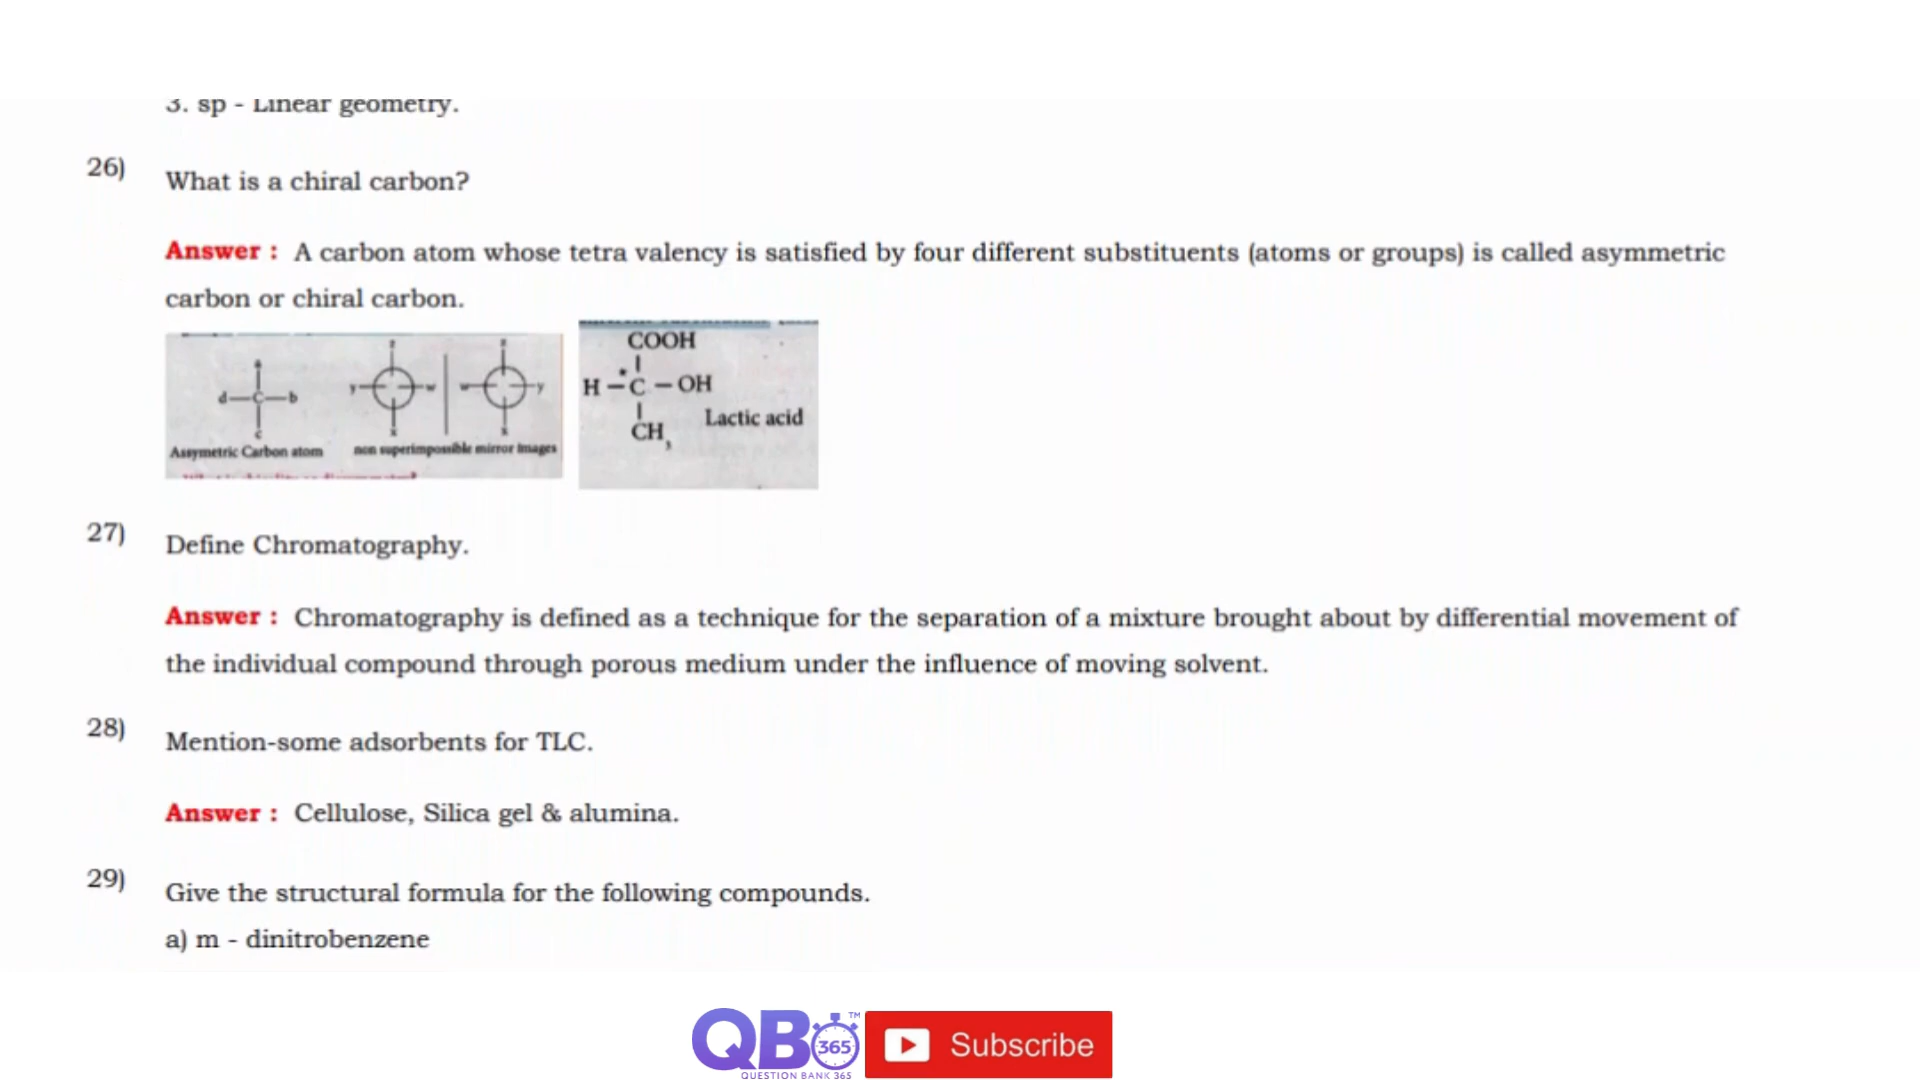 3. sp - Linear geometry.
26)
What is a chiral carbon?
Answer : A carbon atom whose tetra valency is satisfied by four different substituents (atoms or groups) is called asymmetric
carbon or chiral carbon.
a
d—C—b
c
Assymetric Carbon atom
z
y w
x
z
w y
x
non superimpossible mirror images
COOH
H — C* — OH
CH3
Lactic acid
27)
Define Chromatography.
Answer : Chromatography is defined as a technique for the separation of a mixture brought about by differential movement of
the individual compound through porous medium under the influence of moving solvent.
28)
Mention-some adsorbents for TLC.
Answer : Cellulose, Silica gel & alumina.
29)
Give the structural formula for the following compounds.
a) m - dinitrobenzene
QB 365 ™
QUESTION BANK 365
Subscribe